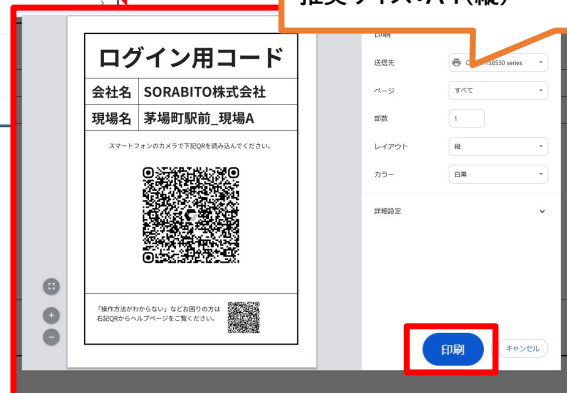 ログイン用コード
会社名 SORABITO株式会社
現場名 茅場町駅前_現場A
スマートフォンのカメラで下記QRを読み込んでください。
「操作方法がわからない」などお困りの方は
右記QRからヘルプページをご覧ください。
送信先
ページ すべて
部数 1
レイアウト 縦
カラー 白黒
詳細設定
印刷 キャンセル